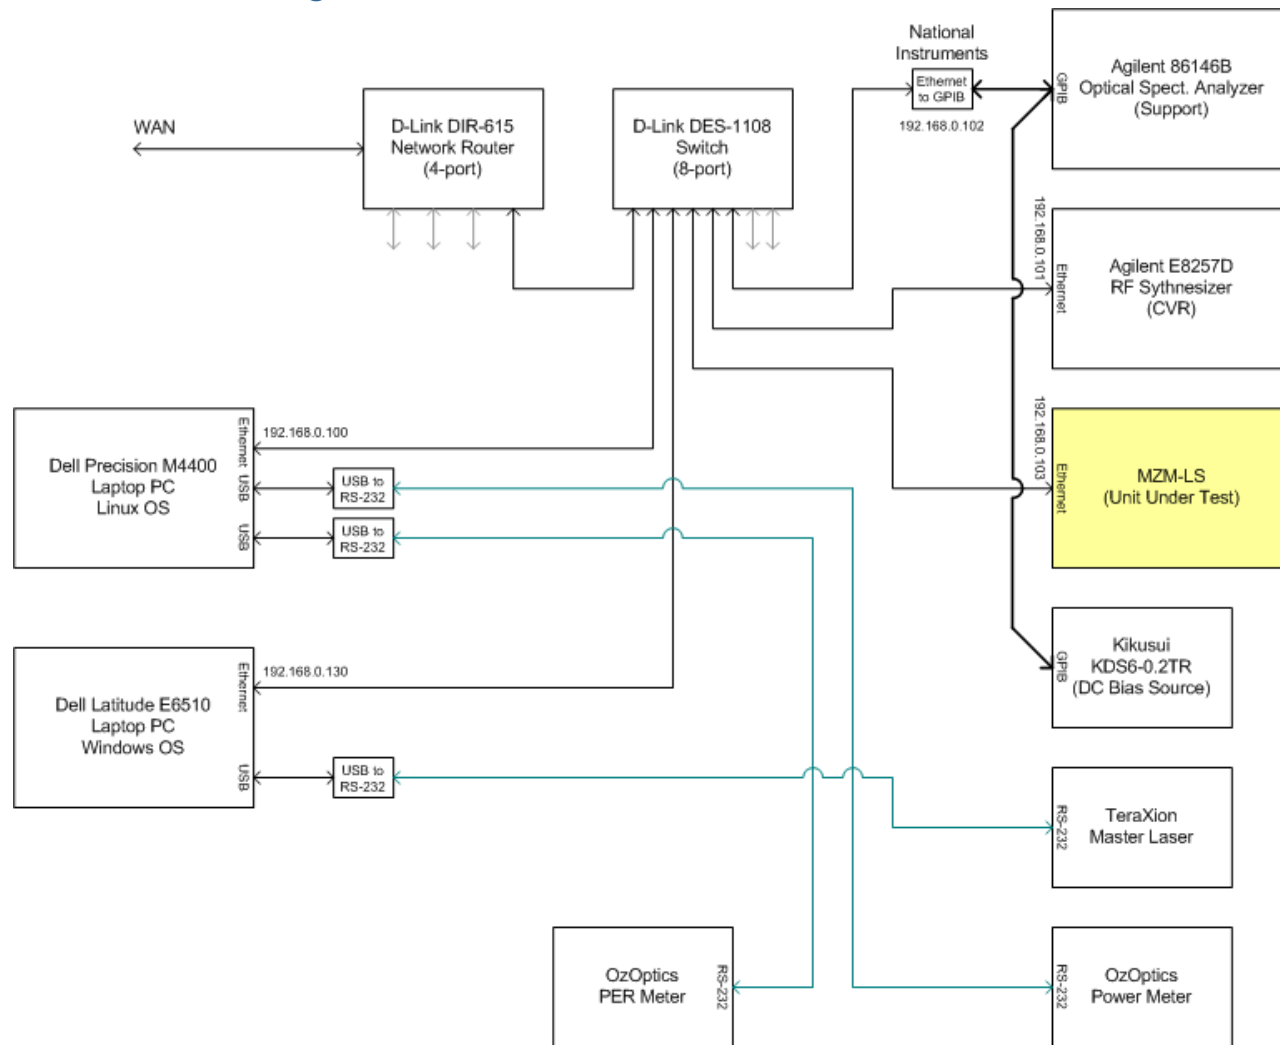 National
Instruments
Ethernet
to GPIB
192.168.0.102
GPIB
Agilent 86146B
Optical Spect. Analyzer
(Support)
WAN
D-Link DIR-615
Network Router
(4-port)
D-Link DES-1108
Switch
(8-port)
192.168.0.101
Ethernet
Agilent E8257D
RF Sythnesizer
(CVR)
Dell Precision M4400
Laptop PC
Linux OS
Ethernet
USB
USB
192.168.0.100
USB to
RS-232
USB to
RS-232
192.168.0.103
Ethernet
MZM-LS
(Unit Under Test)
GPIB
Kikusui
KDS6-0.2TR
(DC Bias Source)
Dell Latitude E6510
Laptop PC
Windows OS
Ethernet
USB
192.168.0.130
USB to
RS-232
RS-232
TeraXion
Master Laser
OzOptics
PER Meter
RS-232
RS-232
OzOptics
Power Meter